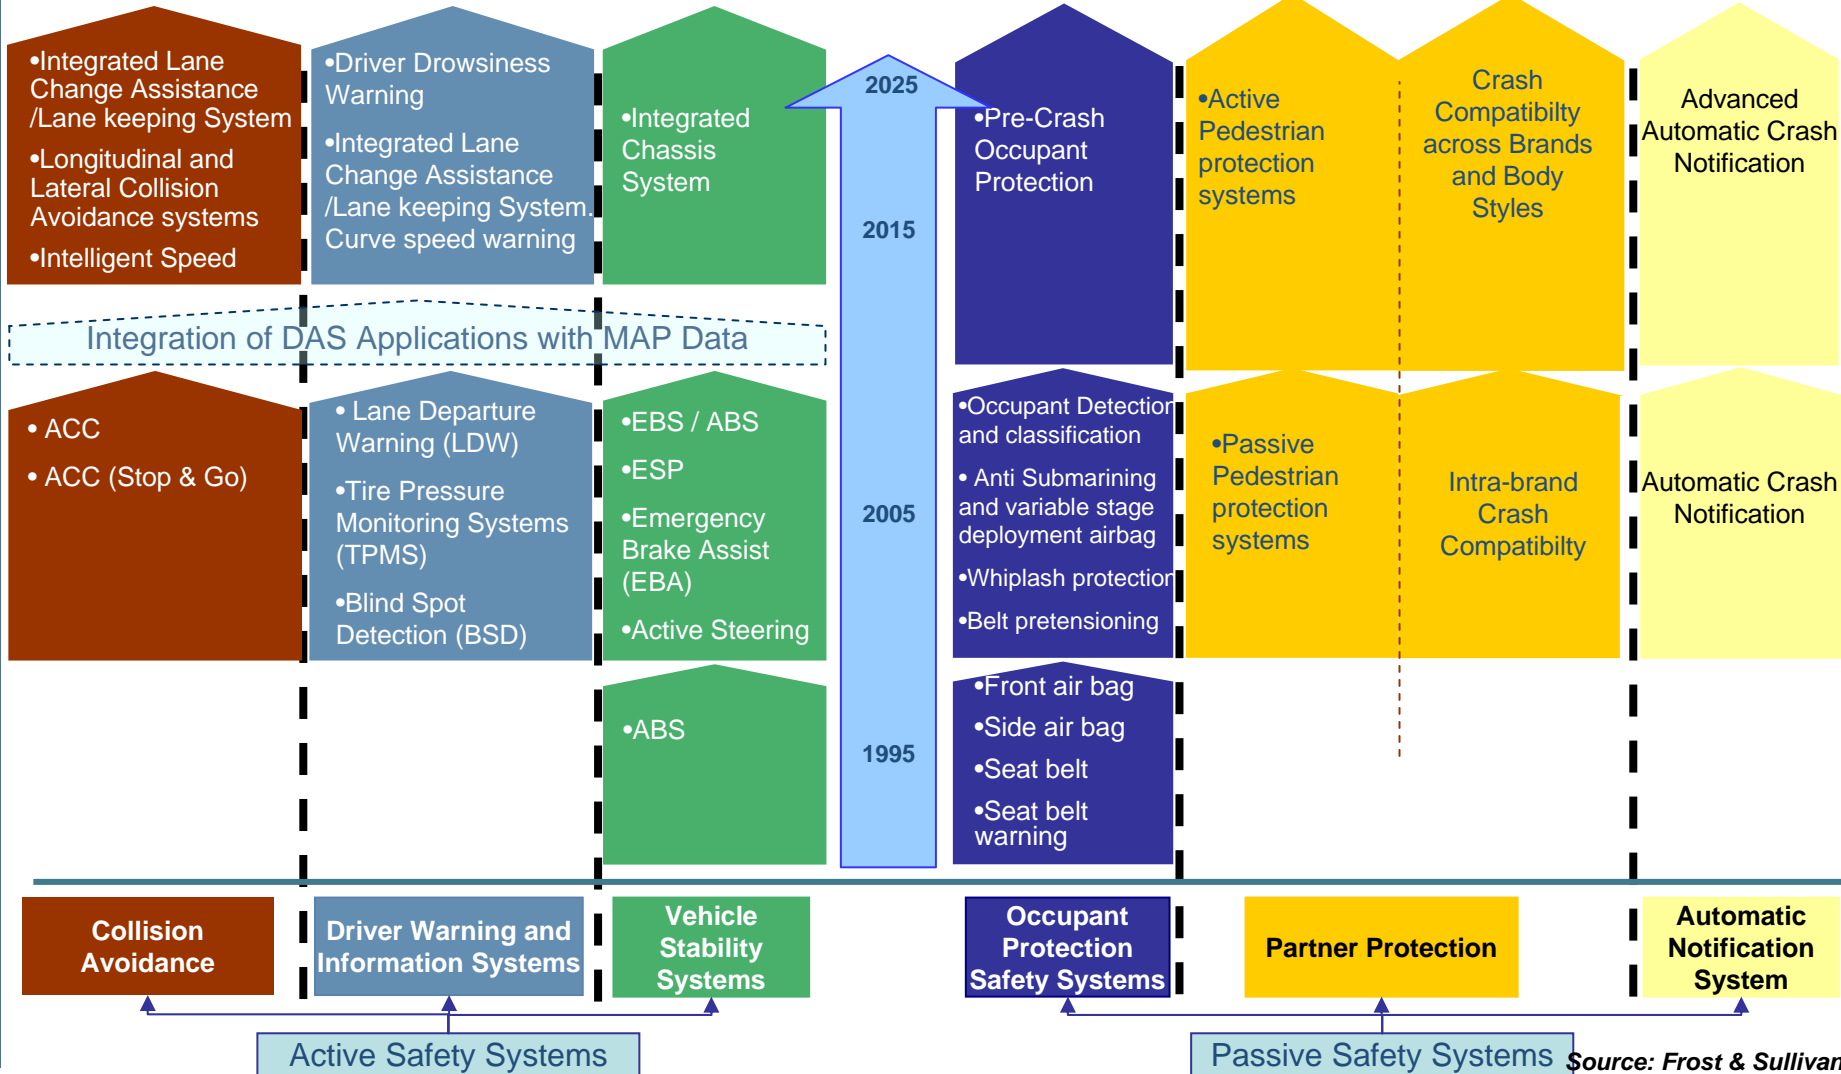 •Integrated Lane
Change Assistance
/Lane keeping System
•Longitudinal and
Lateral Collision
Avoidance systems
•Intelligent Speed
•Driver Drowsiness
Warning
•Integrated Lane
Change Assistance
/Lane keeping System.
Curve speed warning
•Integrated
Chassis
System
2025
2015
2005
1995
•Pre-Crash
Occupant
Protection
•Active
Pedestrian
protection
systems
Crash
Compatibilty
across Brands
and Body
Styles
Advanced
Automatic Crash
Notification
Integration of DAS Applications with MAP Data
• ACC
• ACC (Stop & Go)
• Lane Departure
Warning (LDW)
•Tire Pressure
Monitoring Systems
(TPMS)
•Blind Spot
Detection (BSD)
•EBS / ABS
•ESP
•Emergency
Brake Assist
(EBA)
•Active Steering
•Occupant Detection
and classification
• Anti Submarining
and variable stage
deployment airbag
•Whiplash protection
•Belt pretensioning
•Passive
Pedestrian
protection
systems
Intra-brand
Crash
Compatibilty
Automatic Crash
Notification
•ABS
•Front air bag
•Side air bag
•Seat belt
•Seat belt
warning
Collision
Avoidance
Driver Warning and
Information Systems
Vehicle
Stability
Systems
Occupant
Protection
Safety Systems
Partner Protection
Automatic
Notification
System
Active Safety Systems
Passive Safety Systems
Source: Frost & Sullivan